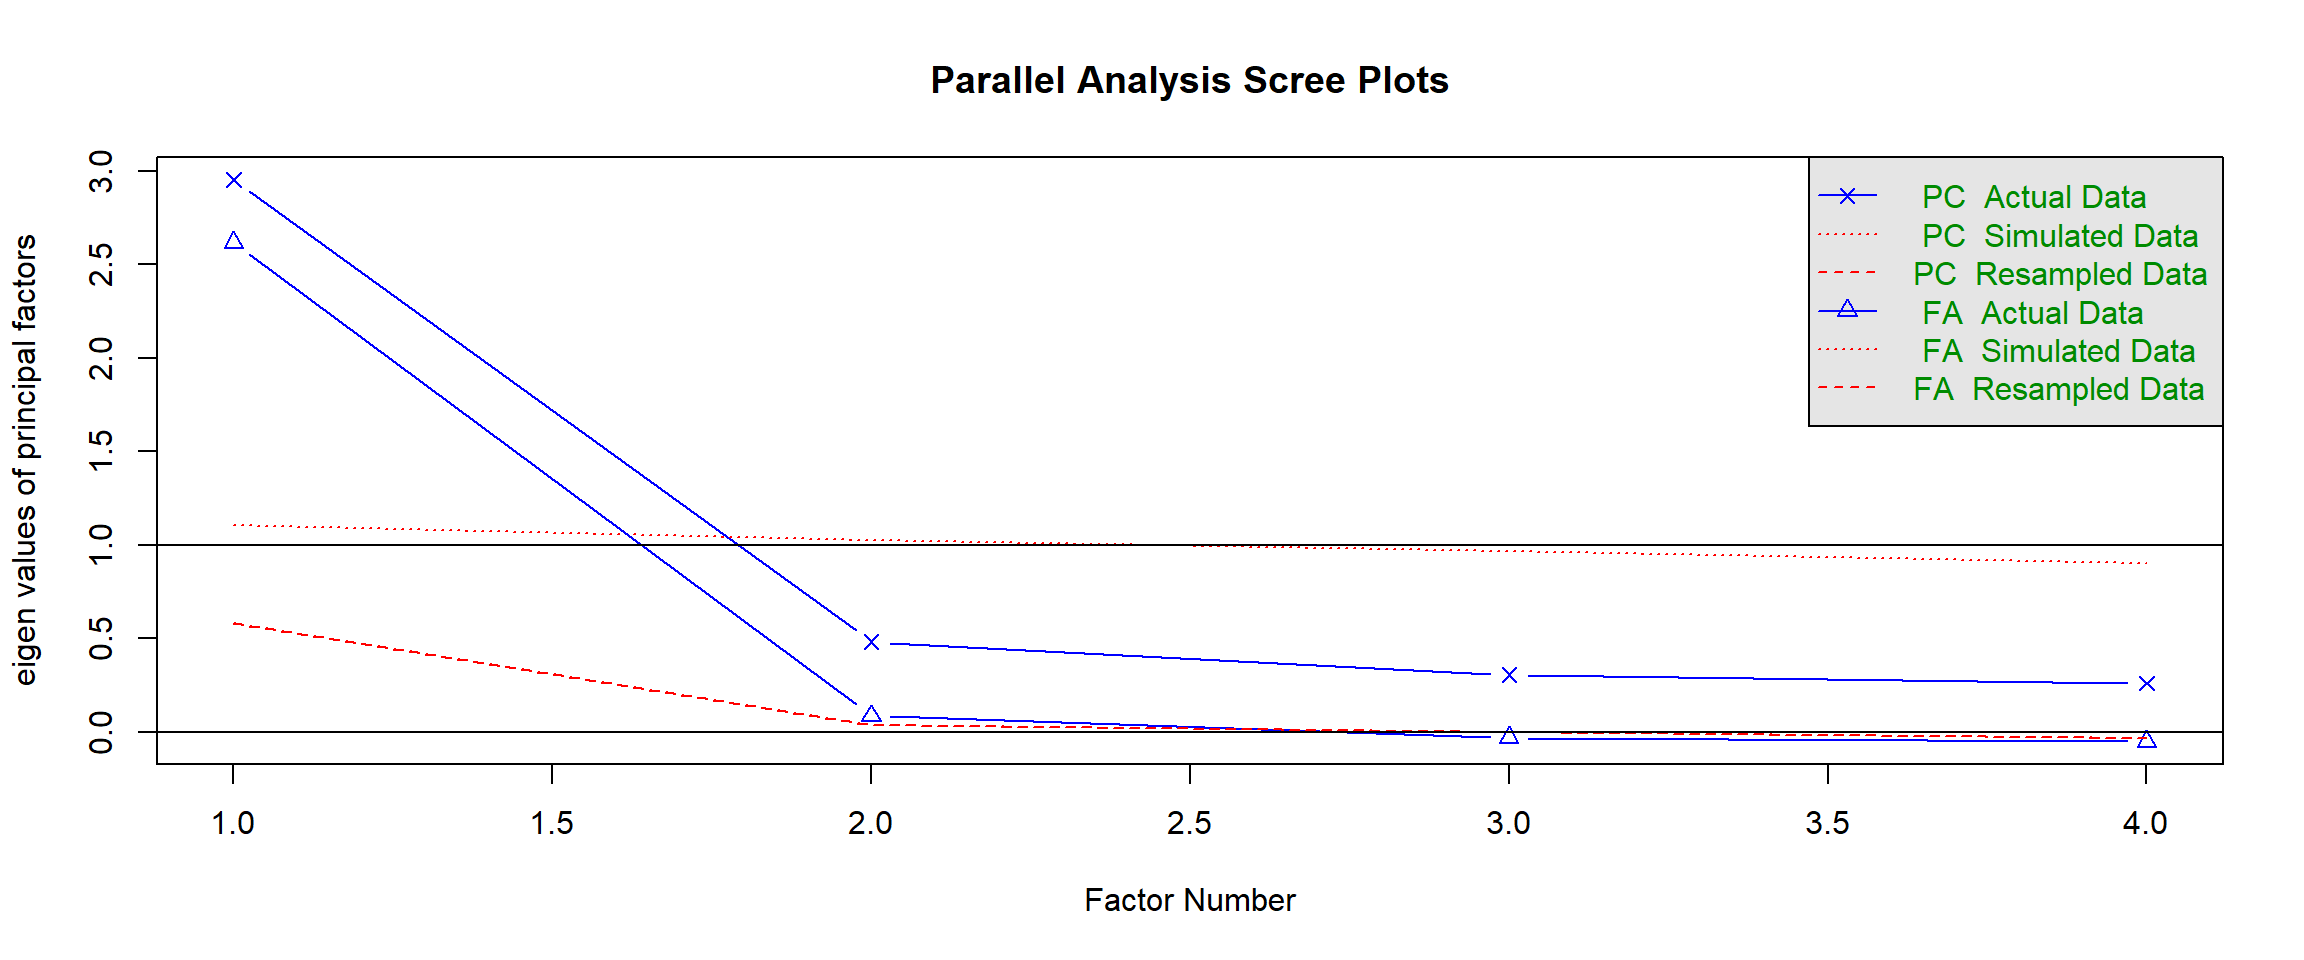 Parallel Analysis Scree Plots
eigen values of principal factors
3.0
2.5
2.0
1.5
1.0
0.5
0.0
PC Actual Data
PC Simulated Data
PC Resampled Data
FA Actual Data
FA Simulated Data
FA Resampled Data
1.0 1.5 2.0 2.5 3.0 3.5 4.0
Factor Number